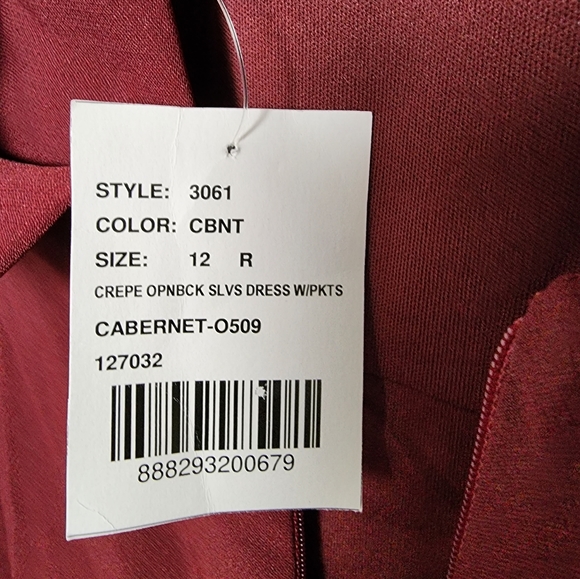 STYLE: 3061
COLOR: CBNT
SIZE: 12 R
CREPE OPNBCK SLVS DRESS W/PKTS
CABERNET-O509
127032
888293200679